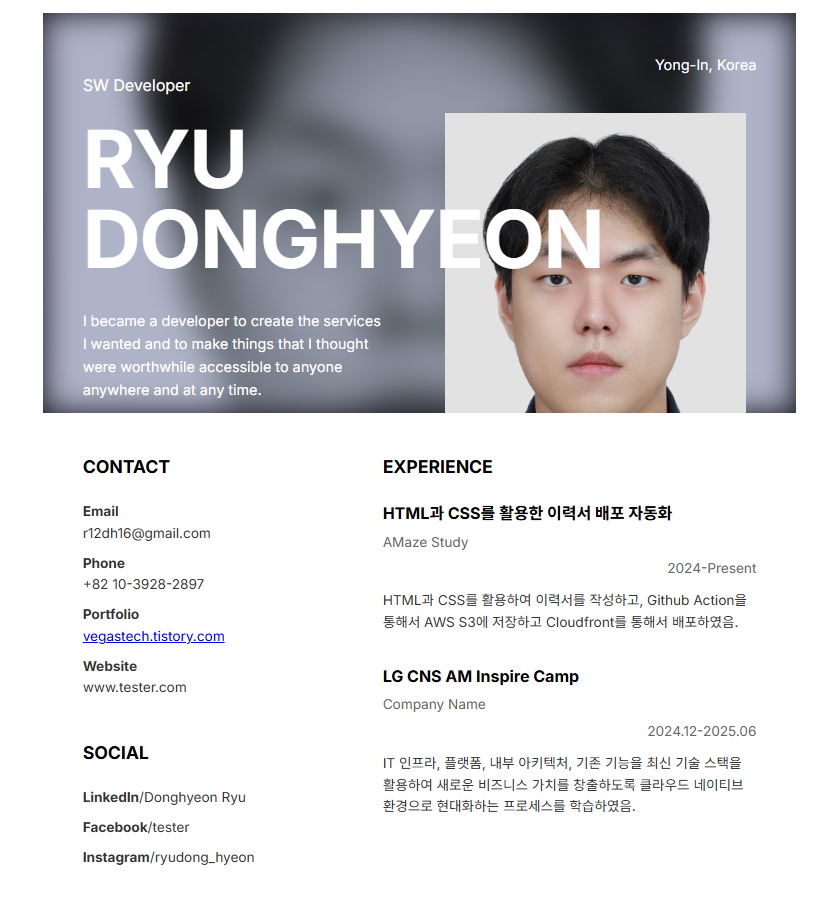 SW Developer
Yong-In, Korea
RYU
DONGHYEON
I became a developer to create the services
I wanted and to make things that I thought
were worthwhile accessible to anyone
anywhere and at any time.
CONTACT
Email
r12dh16@gmail.com
Phone
+82 10-3928-2897
Portfolio
vegastech.tistory.com
Website
www.tester.com
SOCIAL
LinkedIn/Donghyeon Ryu
Facebook/tester
Instagram/ryudong_hyeon
EXPERIENCE
HTML과 CSS를 활용한 이력서 배포 자동화
AMaze Study
2024-Present
HTML과 CSS를 활용하여 이력서를 작성하고, Github Action을
통해서 AWS S3에 저장하고 Cloudfront를 통해서 배포하였음.
LG CNS AM Inspire Camp
Company Name
2024.12-2025.06
IT 인프라, 플랫폼, 내부 아키텍처, 기존 기능을 최신 기술 스택을
활용하여 새로운 비즈니스 가치를 창출하도록 클라우드 네이티브
환경으로 현대화하는 프로세스를 학습하였음.